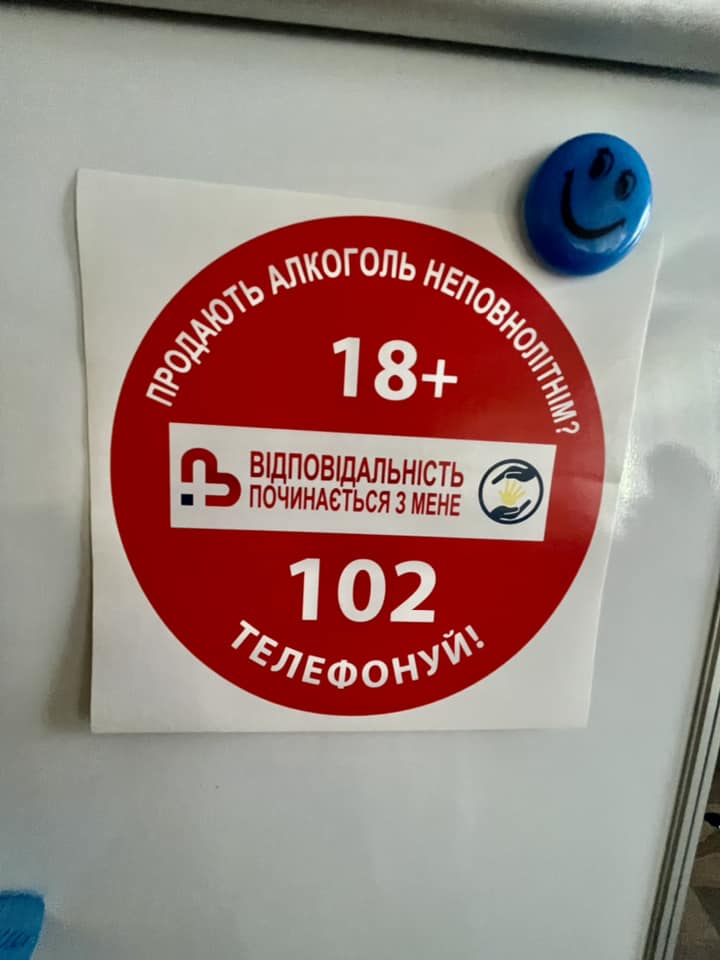 ПРОДАЮТЬ АЛКОГОЛЬ НЕПОВНОЛІТНІМ?
18+
ВІДПОВІДАЛЬНІСТЬ
ПОЧИНАЄТЬСЯ З МЕНЕ
102
ТЕЛЕФОНУЙ!